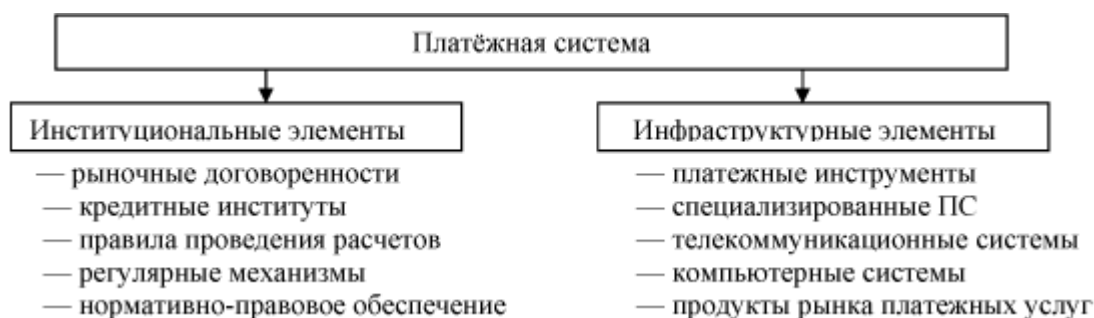 Платёжная система
Институциональные элементы
— рыночные договоренности
— кредитные институты
— правила проведения расчетов
— регулярные механизмы
— нормативно-правовое обеспечение
Инфраструктурные элементы
— платежные инструменты
— специализированные ПС
— телекоммуникационные системы
— компьютерные системы
— продукты рынка платежных услуг